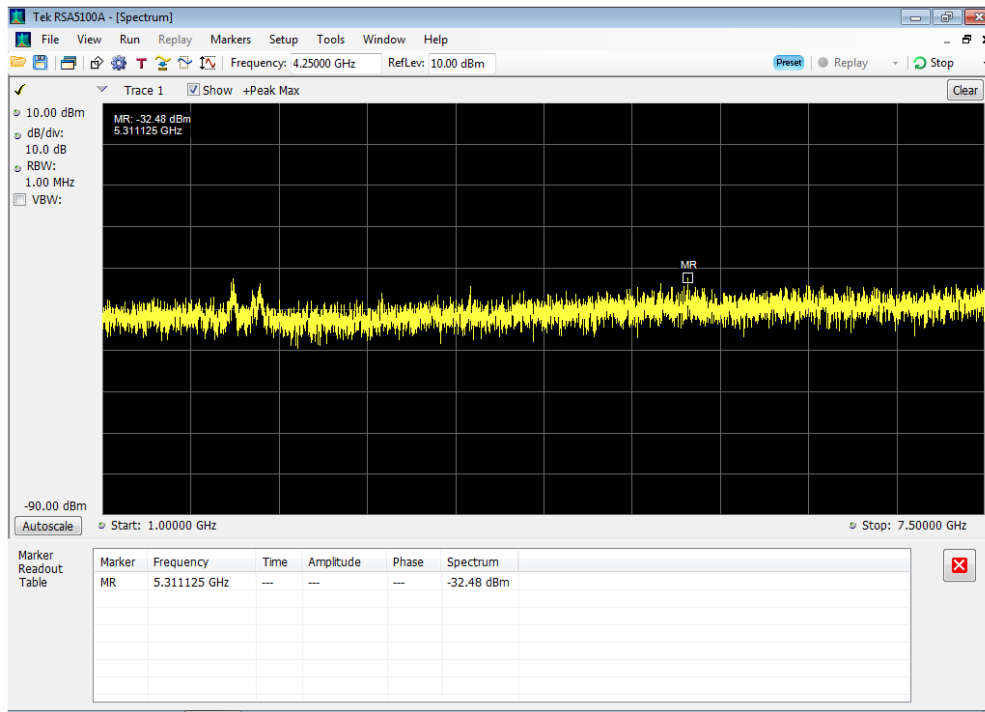 Tek RSA5100A - [Spectrum]
File View Run Replay Markers Setup Tools Window Help
T Frequency: 4.25000 GHz RefLev: 10.00 dBm Preset Replay Stop
Trace 1 Show +Peak Max Clear
10.00 dBm
dB/div:
10.0 dB
RBW:
1.00 MHz
VBW:
MR: -32.48 dBm
5.311125 GHz
MR
-90.00 dBm
Autoscale Start: 1.00000 GHz Stop: 7.50000 GHz
Marker
Readout
Table
Marker Frequency Time Amplitude Phase Spectrum
MR 5.311125 GHz --- --- --- -32.48 dBm